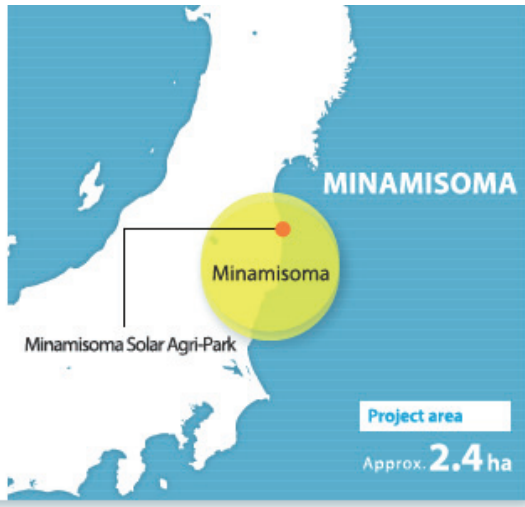 MINAMISOMA
Minamisoma
Minamisoma Solar Agri-Park
Project area
Approx. 2.4 ha